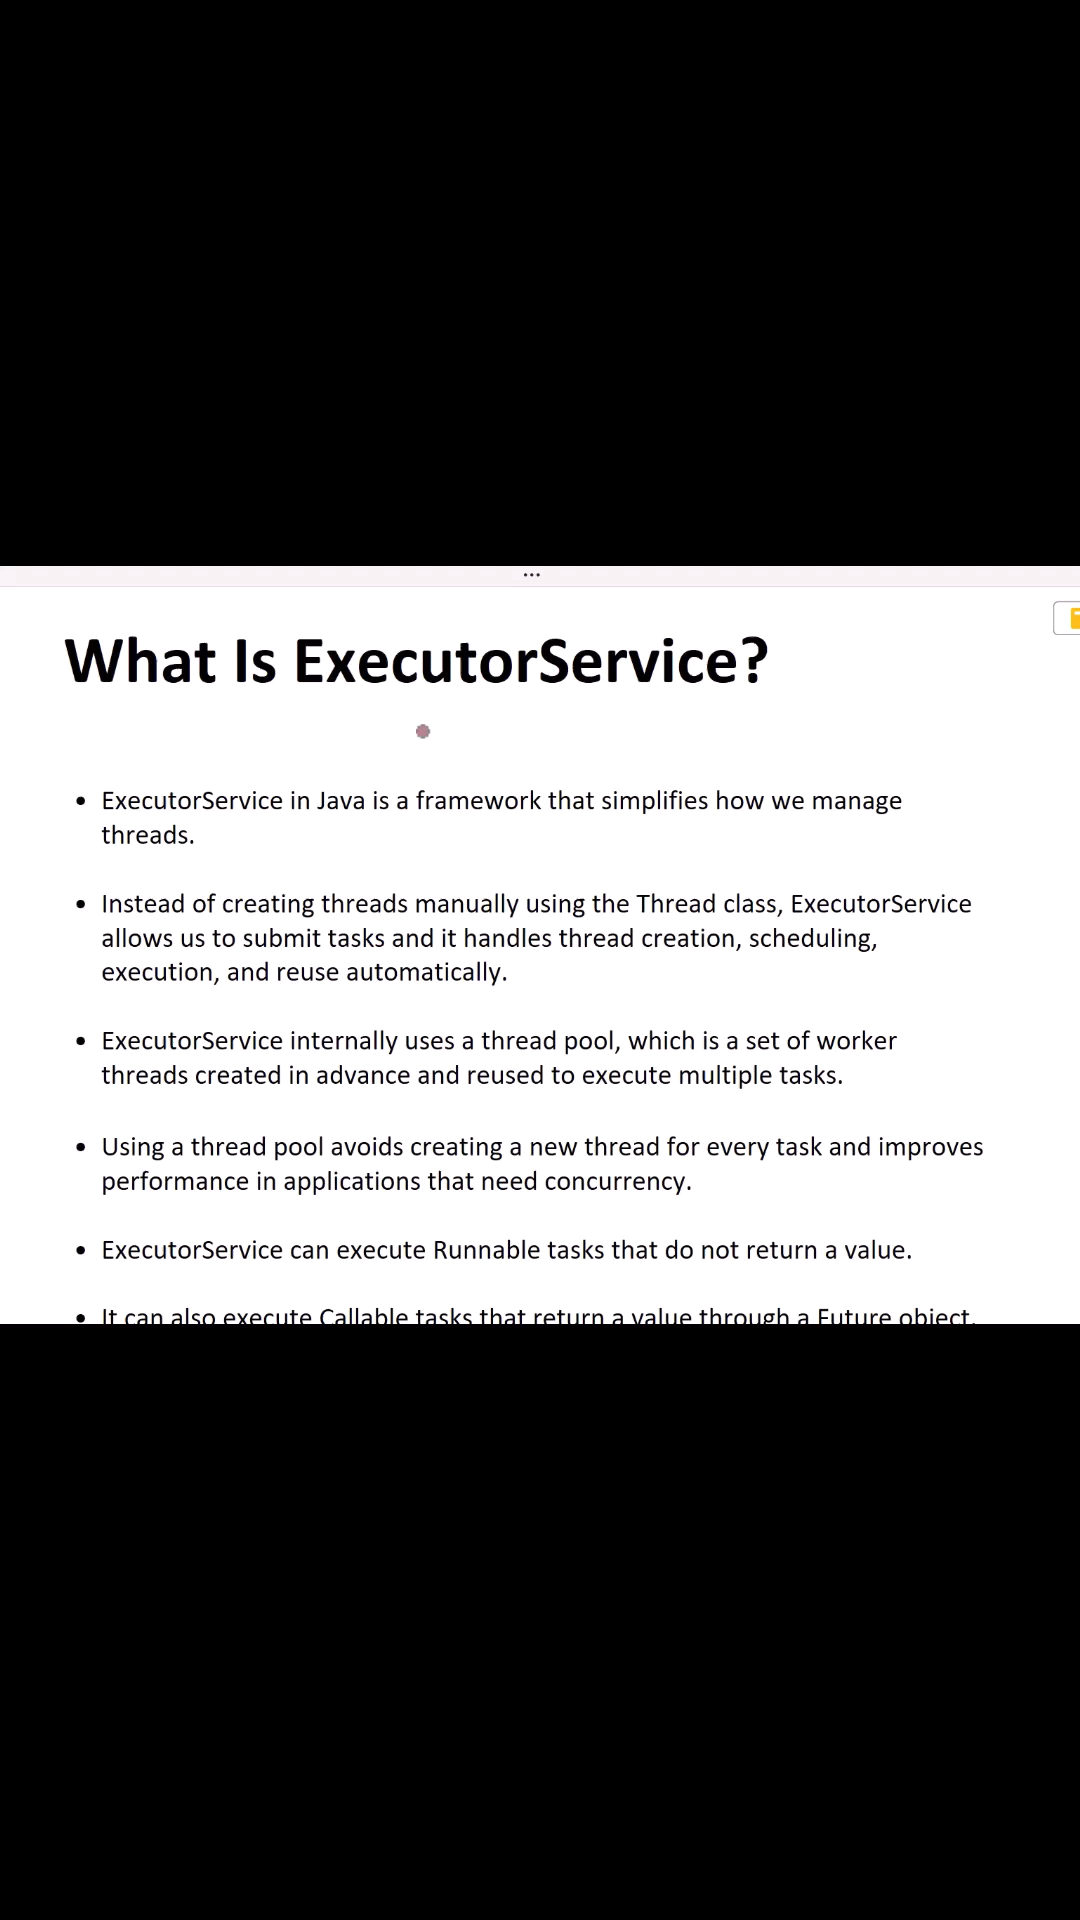 What Is ExecutorService?
• ExecutorService in Java is a framework that simplifies how we manage
threads.
• Instead of creating threads manually using the Thread class, ExecutorService
allows us to submit tasks and it handles thread creation, scheduling,
execution, and reuse automatically.
• ExecutorService internally uses a thread pool, which is a set of worker
threads created in advance and reused to execute multiple tasks.
• Using a thread pool avoids creating a new thread for every task and improves
performance in applications that need concurrency.
• ExecutorService can execute Runnable tasks that do not return a value.
• It can also execute Callable tasks that return a value through a Future object.